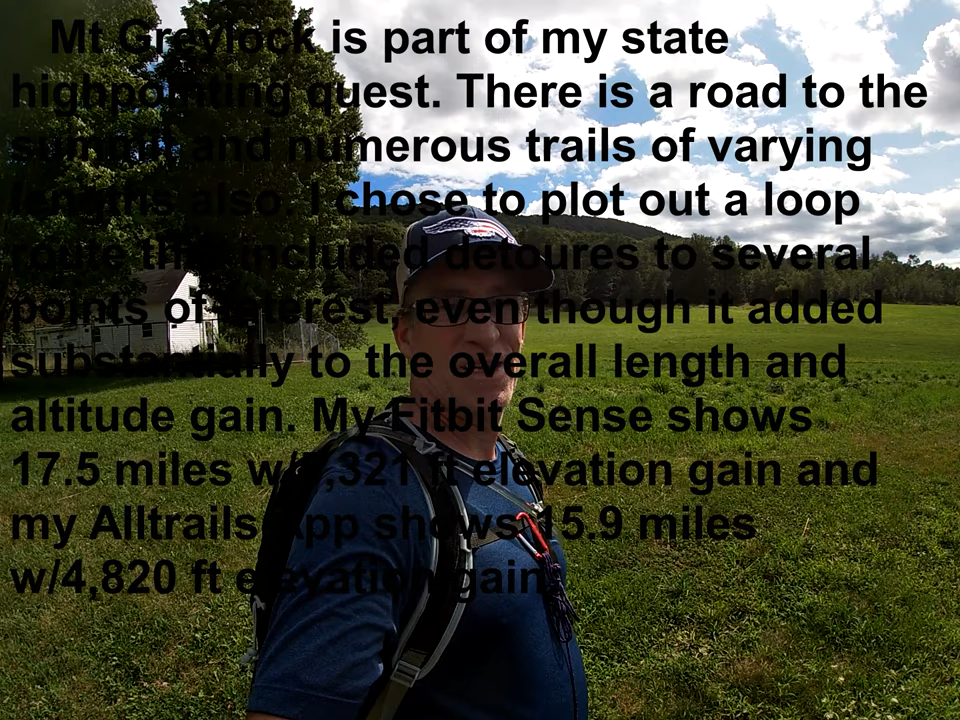 Mt Greylock is part of my state
highpointing quest. There is a road to the
summit and numerous trails of varying
lengths also. I chose to plot out a loop
route that included detoures to several
points of interest, even though it added
substantially to the overall length and
altitude gain. My Fitbit Sense shows
17.5 miles elevation gain and
my Alltrails App shows 15.9 miles
w/4,820 ft elevation gain.